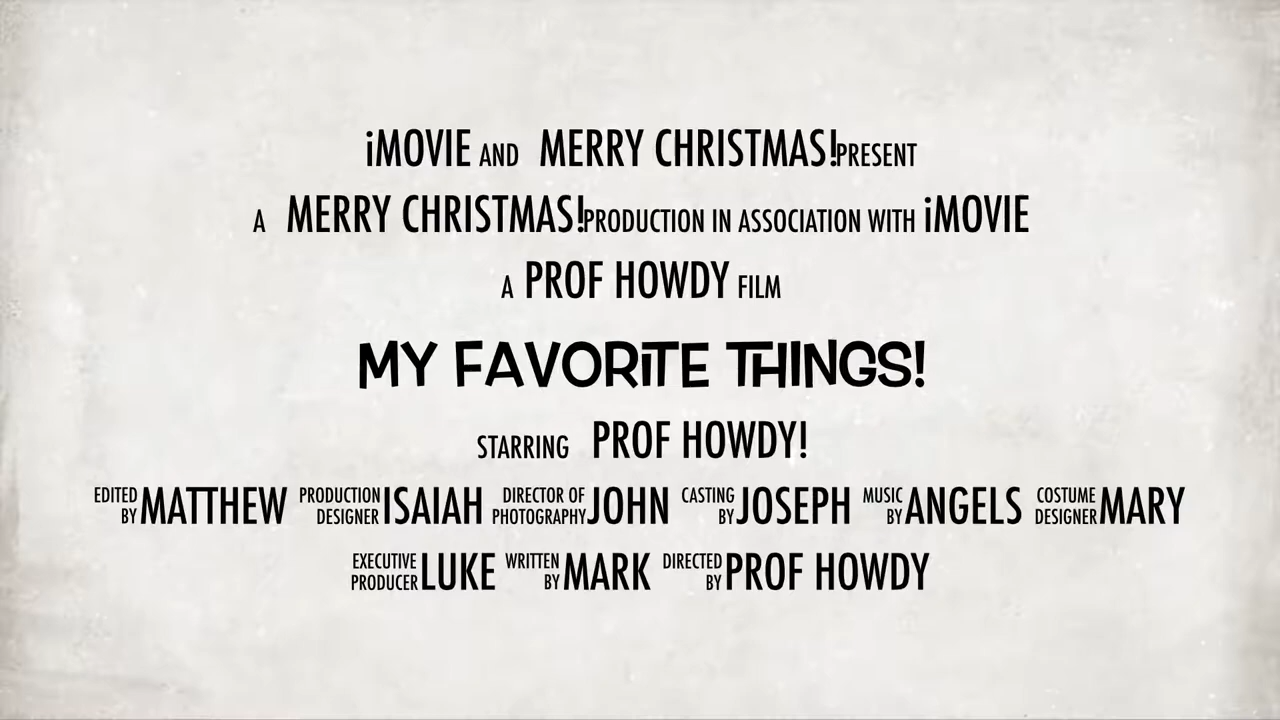 iMOVIE AND MERRY CHRISTMAS! PRESENT
A MERRY CHRISTMAS! PRODUCTION IN ASSOCIATION WITH iMOVIE
A PROF HOWDY FILM
MY FAVORITE THINGS!
STARRING PROF HOWDY!
EDITED BY MATTHEW PRODUCTION DESIGNER ISAIAH DIRECTOR OF PHOTOGRAPHY JOHN CASTING BY JOSEPH MUSIC BY ANGELS COSTUME DESIGNER MARY
EXECUTIVE PRODUCER LUKE WRITTEN BY MARK DIRECTED BY PROF HOWDY